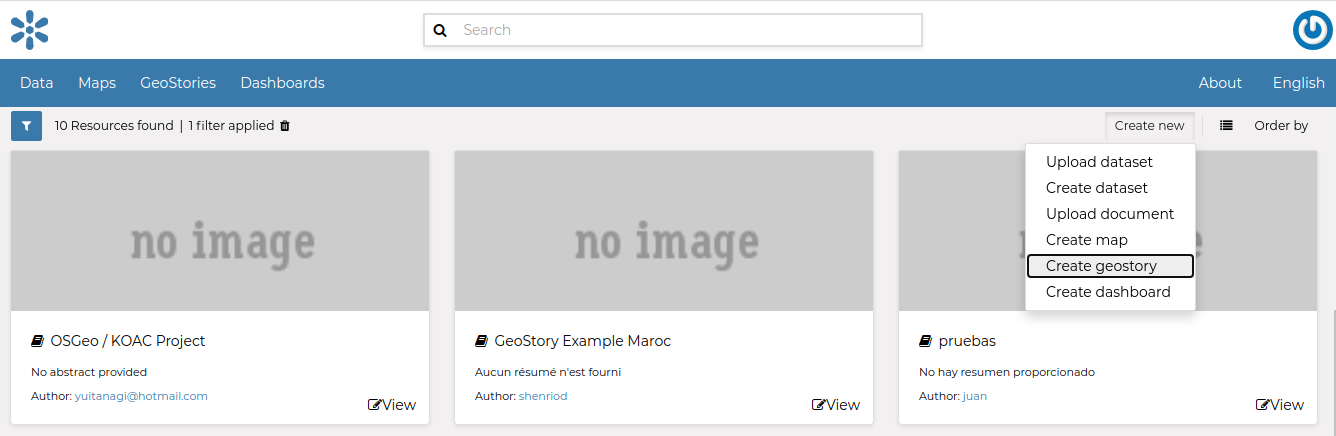 Search
Data Maps GeoStories Dashboards About English
10 Resources found | 1 filter applied Create new Order by
Upload dataset
Create dataset
Upload document
Create map
Create geostory
Create dashboard
no image no image
OSGeo / KOAC Project GeoStory Example Maroc pruebas
No abstract provided Aucun résumé n'est fourni No hay resumen proporcionado
Author: yuitanagi@hotmail.com Author: shenriod Author: juan
View View View